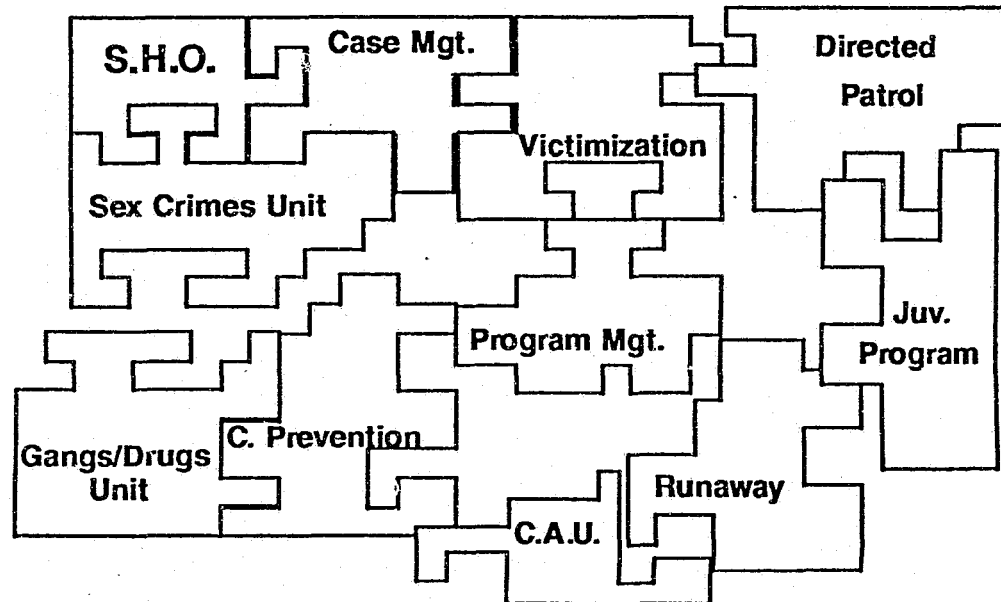 S.H.O.
Case Mgt.
Directed
Patrol
Victimization
Sex Crimes Unit
Program Mgt.
Juv.
Program
C. Prevention
Gangs/Drugs
Unit
Runaway
C.A.U.